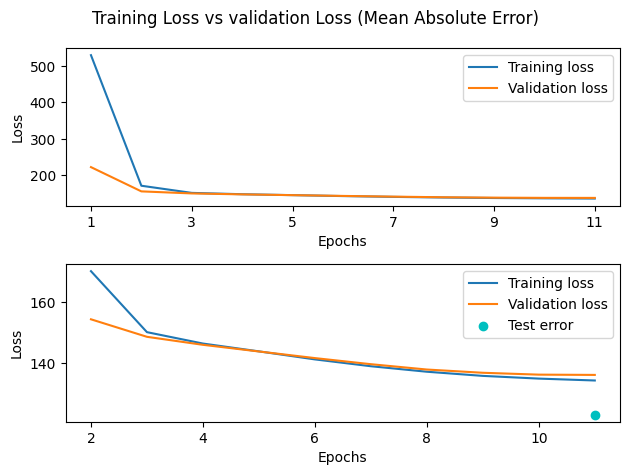 Training Loss vs validation Loss (Mean Absolute Error)
500
400
300
200
Loss
Training loss
Validation loss
1 3 5 7 9 11
Epochs
160
140
Loss
Training loss
Validation loss
Test error
2 4 6 8 10
Epochs